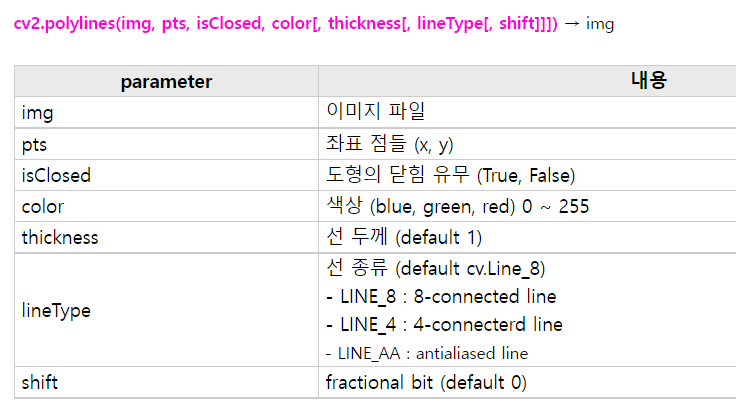 cv2.polylines(img, pts, isClosed, color[, thickness[, lineType[, shift]]]) → img
parameter 내용
img 이미지 파일
pts 좌표 점들 (x, y)
isClosed 도형의 닫힘 유무 (True, False)
color 색상 (blue, green, red) 0 ~ 255
thickness 선 두께 (default 1)
lineType
선 종류 (default cv.Line_8)
- LINE_8 : 8-connected line
- LINE_4 : 4-connecterd line
- LINE_AA : antialiased line
shift fractional bit (default 0)